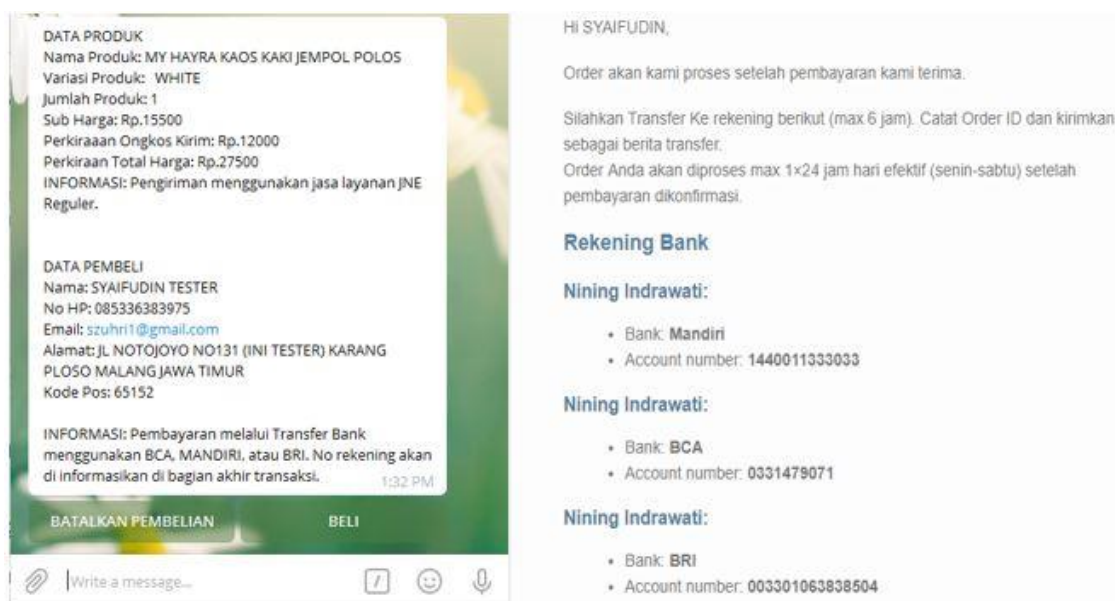 DATA PRODUK
Nama Produk: MY HAYRA KAOS KAKI JEMPOL POLOS
Variasi Produk: WHITE
Jumlah Produk: 1
Sub Harga: Rp.15500
Perkiraaan Ongkos Kirim: Rp.12000
Perkiraan Total Harga: Rp.27500
INFORMASI: Pengiriman menggunakan jasa layanan JNE
Reguler.
DATA PEMBELI
Nama: SYAIFUDIN TESTER
No HP: 085336383975
Email: szuhri1@gmail.com
Alamat: JL NOTOJOYO NO131 (INI TESTER) KARANG
PLOSO MALANG JAWA TIMUR
Kode Pos: 65152
INFORMASI: Pembayaran melalui Transfer Bank
menggunakan BCA, MANDIRI, atau BRI. No rekening akan
di informasikan di bagian akhir transaksi.
1:32 PM
BATALKAN PEMBELIAN
BELI
Write a message...
Hi SYAIFUDIN,
Order akan kami proses setelah pembayaran kami terima.
Silahkan Transfer Ke rekening berikut (max 6 jam). Catat Order ID dan kirimkan
sebagai berita transfer.
Order Anda akan diproses max 1×24 jam hari efektif (senin-sabtu) setelah
pembayaran dikonfirmasi.
Rekening Bank
Nining Indrawati:
• Bank: Mandiri
• Account number: 1440011333033
Nining Indrawati:
• Bank: BCA
• Account number: 0331479071
Nining Indrawati:
• Bank: BRI
• Account number: 003301063838504